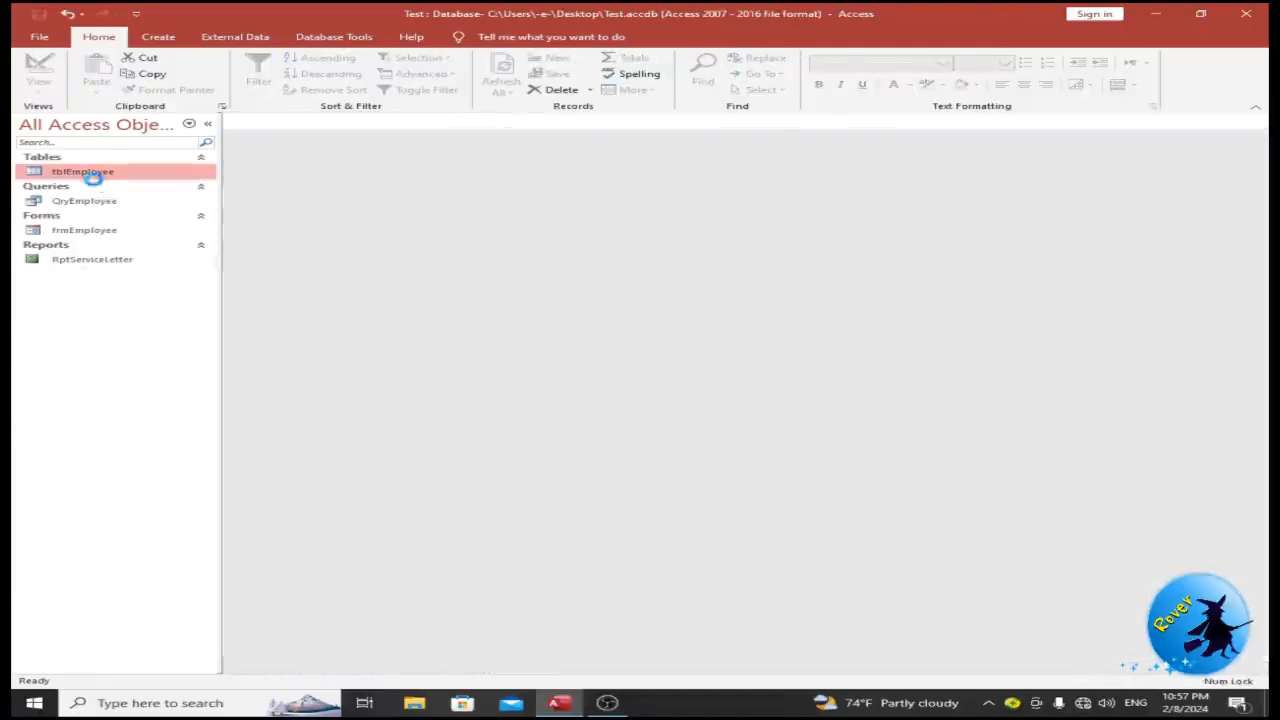 Test : Database- C:\Users\-e-\Desktop\Test.accdb (Access 2007 - 2016 file format) - Access
Sign in
File Home Create External Data Database Tools Help Tell me what you want to do
View
Views
Paste
Cut
Copy
Format Painter
Clipboard
Filter
Ascending
Descending
Remove Sort
Selection
Advanced
Toggle Filter
Sort & Filter
Refresh
All
New
Save
Delete
Totals
Spelling
More
Records
Find
Replace
Go To
Select
Find
B I U A
Text Formatting
All Access Obje...
Search...
Tables
tblEmployee
Queries
QryEmployee
Forms
frmEmployee
Reports
RptServiceLetter
Rover
Ready
Num Lock
Type here to search
74°F Partly cloudy
ENG
10:57 PM
2/8/2024
1